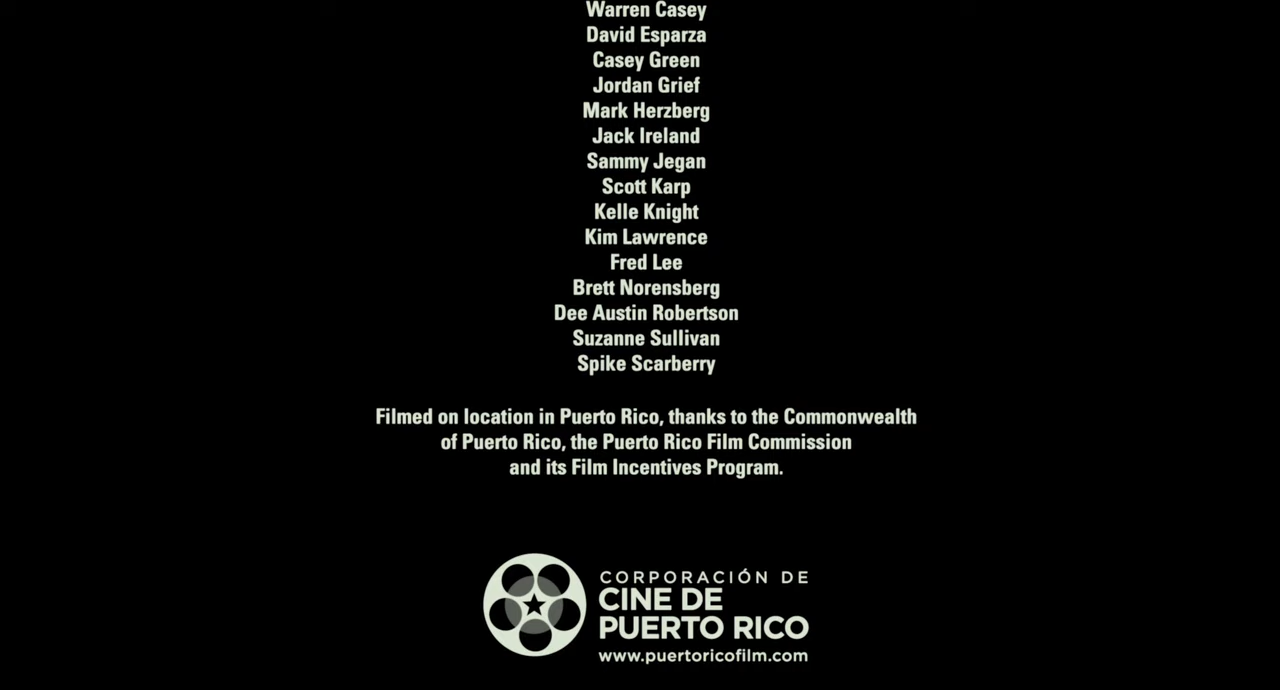 Warren Casey
David Esparza
Casey Green
Jordan Grief
Mark Herzberg
Jack Ireland
Sammy Jegan
Scott Karp
Kelle Knight
Kim Lawrence
Fred Lee
Brett Norensberg
Dee Austin Robertson
Suzanne Sullivan
Spike Scarberry
Filmed on location in Puerto Rico, thanks to the Commonwealth
of Puerto Rico, the Puerto Rico Film Commission
and its Film Incentives Program.
CORPORACIÓN DE
CINE DE
PUERTO RICO
www.puertoricofilm.com